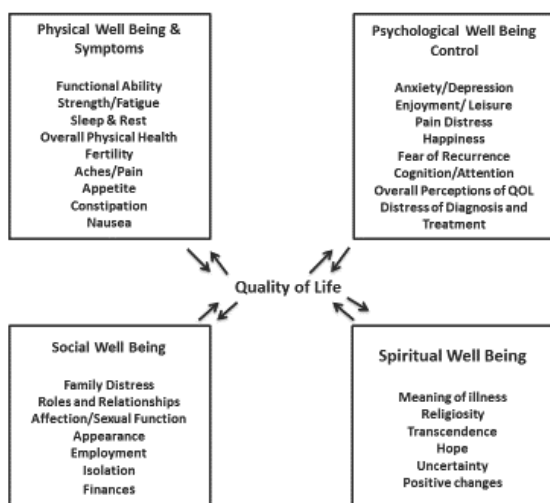 Physical Well Being &
Symptoms
Functional Ability
Strength/Fatigue
Sleep & Rest
Overall Physical Health
Fertility
Aches/Pain
Appetite
Constipation
Nausea
Psychological Well Being
Control
Anxiety/Depression
Enjoyment/ Leisure
Pain Distress
Happiness
Fear of Recurrence
Cognition/Attention
Overall Perceptions of QOL
Distress of Diagnosis and
Treatment
Quality of Life
Social Well Being
Family Distress
Roles and Relationships
Affection/Sexual Function
Appearance
Employment
Isolation
Finances
Spiritual Well Being
Meaning of illness
Religiosity
Transcendence
Hope
Uncertainty
Positive changes